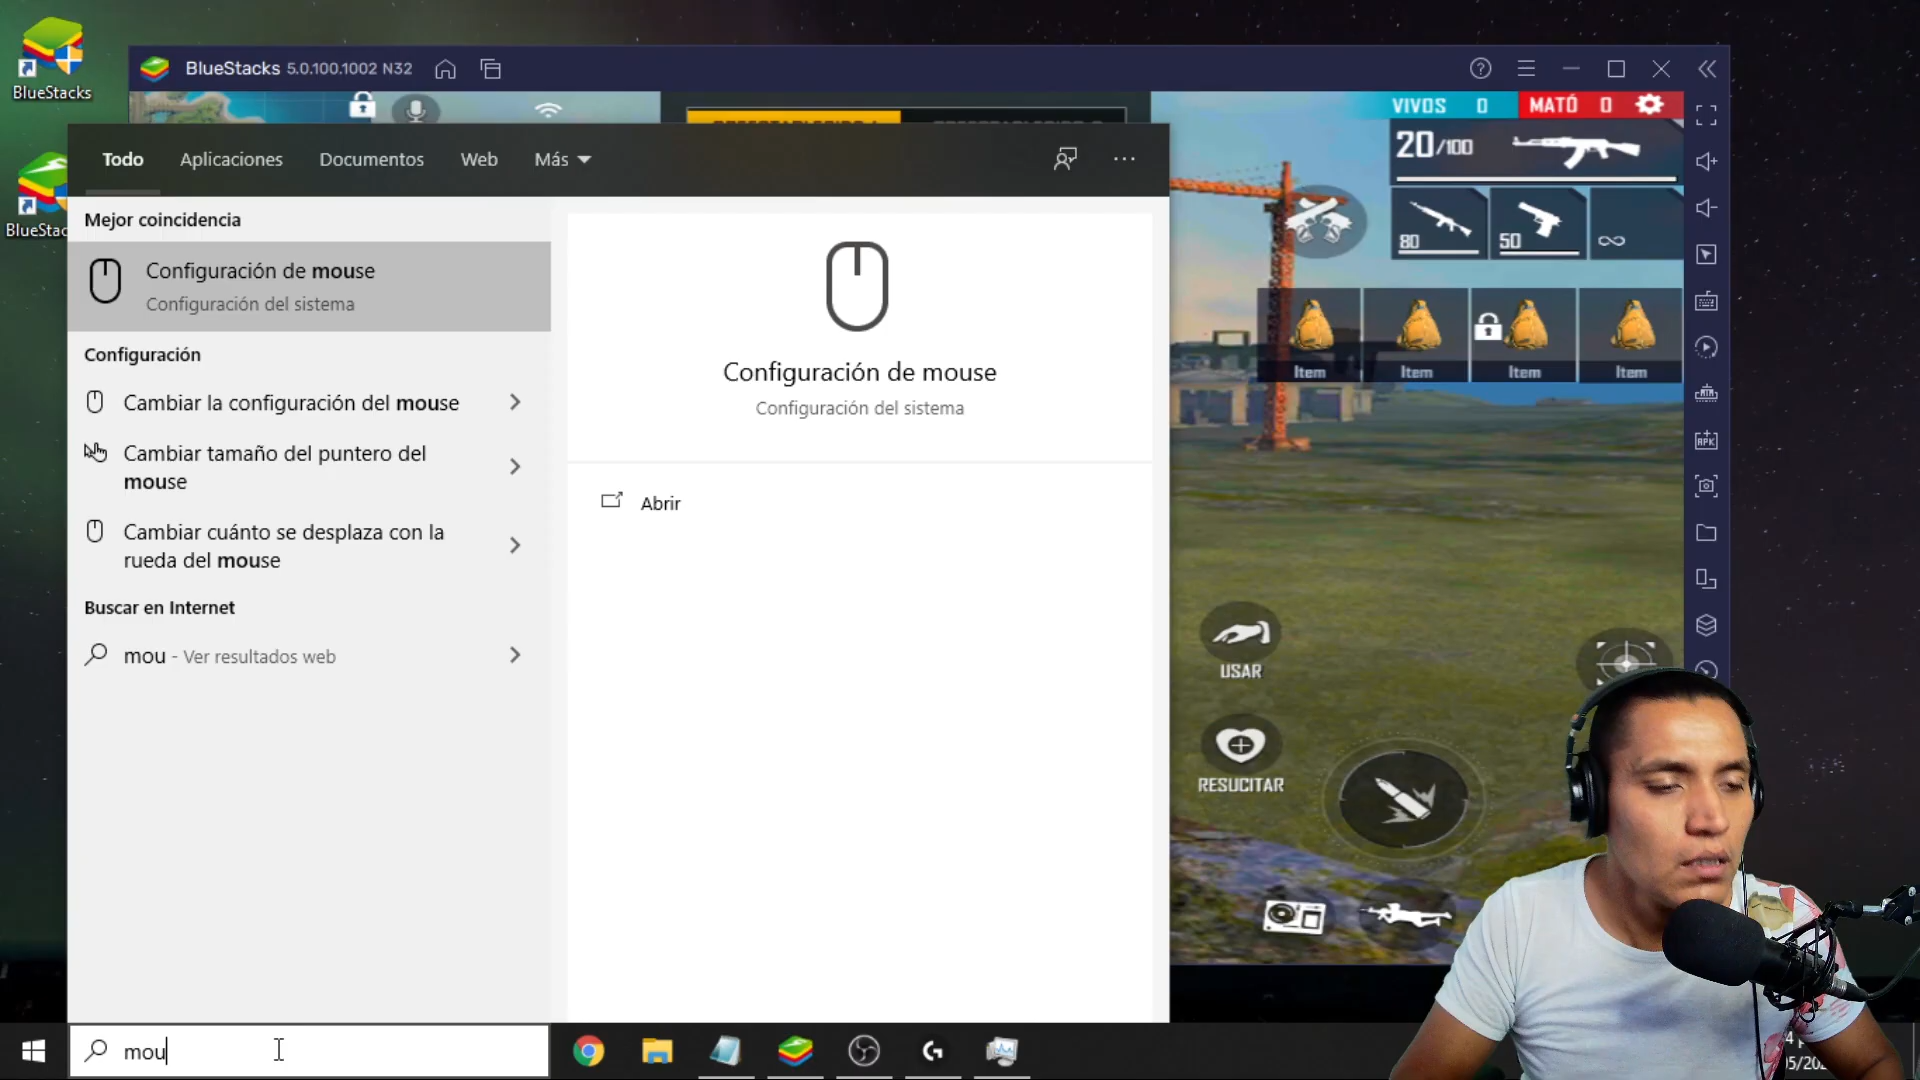 BlueStacks
BlueStacks 5.0.100.1002 N32
VIVOS 0
MATÓ 0
20/100
80
50
∞
Item
Item
Item
Item
Todo
Aplicaciones
Documentos
Web
Más
Mejor coincidencia
Configuración de mouse
Configuración del sistema
Configuración
Cambiar la configuración del mouse
Cambiar tamaño del puntero del
mouse
Cambiar cuánto se desplaza con la
rueda del mouse
Buscar en Internet
mou - Ver resultados web
Configuración de mouse
Configuración del sistema
Abrir
USAR
RESUCITAR
APK
mou